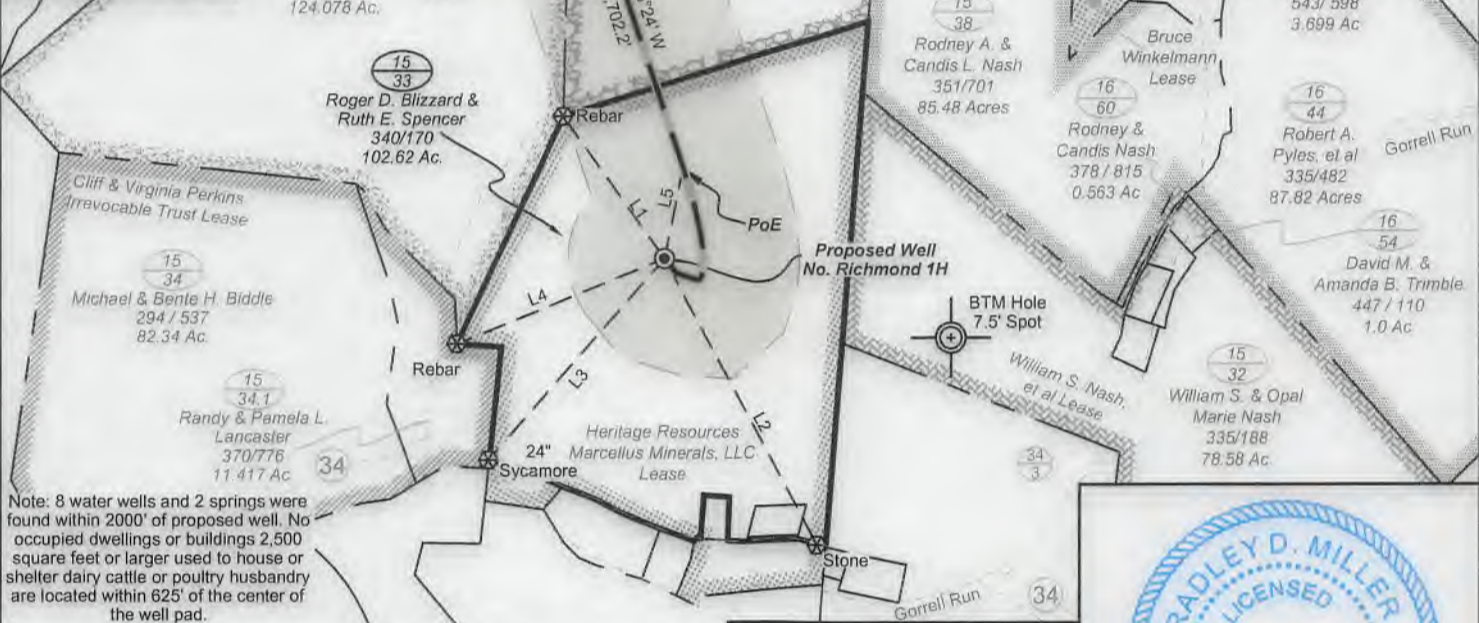 124.078 Ac.
15
33
Roger D. Blizzard &
Ruth E. Spencer
340/170
102.62 Ac.
702.2'
°24' W
15
38
Rodney A. &
Candis L. Nash
351/701
85.48 Acres
Bruce
Winkelmann
Lease
543/ 598
3.699 Ac
16
60
Rodney &
Candis Nash
378 / 815
0.563 Ac
16
44
Robert A.
Pyles, et al
335/482
87.82 Acres
Gorrell Run
16
54
David M. &
Amanda B. Trimble
447 / 110
1.0 Ac
Rebar
L1
L5
PoE
Proposed Well
No. Richmond 1H
Cliff & Virginia Perkins
Irrevocable Trust Lease
15
34
Michael & Bente H. Biddle
294 / 537
82.34 Ac.
L4
Rebar
L3
BTM Hole
7.5' Spot
William S. Nash,
et al Lease
15
32
William S. & Opal
Marie Nash
335/188
78.58 Ac
15
34.1
Randy & Pamela L.
Lancaster
370/776
11.417 Ac
34
24"
Sycamore
Heritage Resources
Marcellus Minerals, LLC
Lease
L2
34
3
Note: 8 water wells and 2 springs were
found within 2000' of proposed well. No
occupied dwellings or buildings 2,500
square feet or larger used to house or
shelter dairy cattle or poultry husbandry
are located within 625' of the center of
the well pad.
Stone
Gorrell Run
34
RADLEY D. MILLER
LICENSED